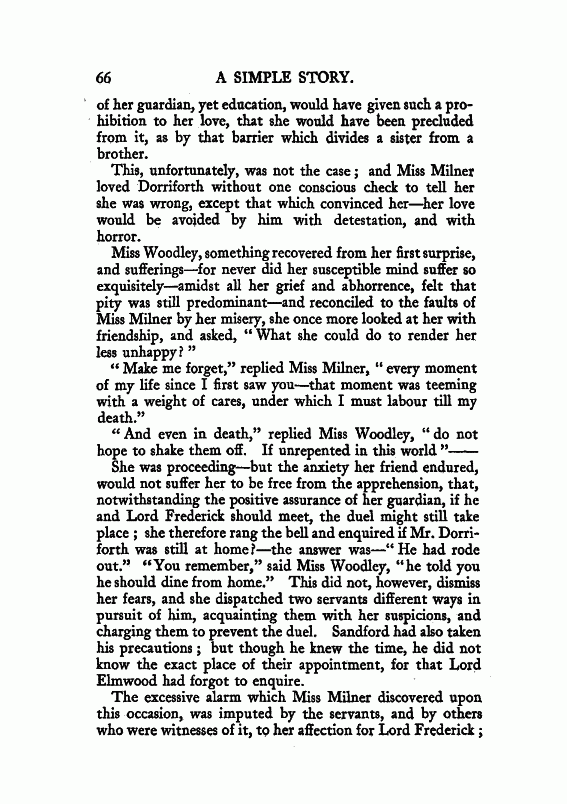 66 A SIMPLE STORY.
of her guardian, yet education, would have given such a pro-
hibition to her love, that she would have been precluded
from it, as by that barrier which divides a sister from a
brother.
This, unfortunately, was not the case; and Miss Milner
loved Dorriforth without one conscious check to tell her
she was wrong, except that which convinced her—her love
would be avoided by him with detestation, and with
horror.
Miss Woodley, something recovered from her first surprise,
and sufferings—for never did her susceptible mind suffer so
exquisitely—amidst all her grief and abhorrence, felt that
pity was still predominant—and reconciled to the faults of
Miss Milner by her misery, she once more looked at her with
friendship, and asked, “What she could do to render her
less unhappy?”
“Make me forget,” replied Miss Milner, “every moment
of my life since I first saw you—that moment was teeming
with a weight of cares, under which I must labour till my
death.”
“And even in death,” replied Miss Woodley, “do not
hope to shake them off. If unrepented in this world”——
She was proceeding—but the anxiety her friend endured,
would not suffer her to be free from the apprehension, that,
notwithstanding the positive assurance of her guardian, if he
and Lord Frederick should meet, the duel might still take
place; she therefore rang the bell and enquired if Mr. Dorri-
forth was still at home?—the answer was—“He had rode
out.” “You remember,” said Miss Woodley, “he told you
he should dine from home.” This did not, however, dismiss
her fears, and she dispatched two servants different ways in
pursuit of him, acquainting them with her suspicions, and
charging them to prevent the duel. Sandford had also taken
his precautions; but though he knew the time, he did not
know the exact place of their appointment, for that Lord
Elmwood had forgot to enquire.
The excessive alarm which Miss Milner discovered upon
this occasion, was imputed by the servants, and by others
who were witnesses of it, to her affection for Lord Frederick;